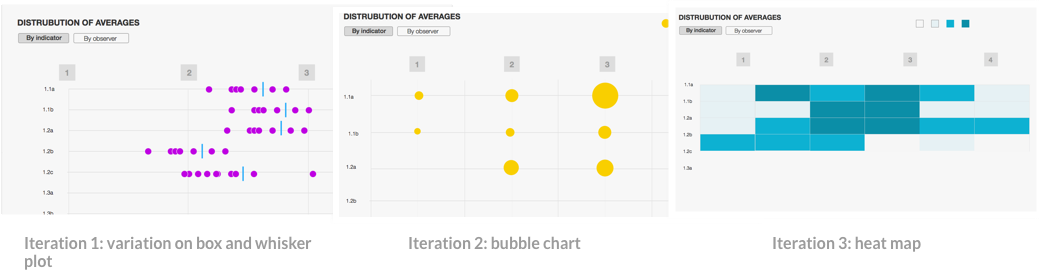 DISTRUBUTION OF AVERAGES
By indicator By observer
1 2 3
1.1a
1.1b
1.2a
1.2b
1.2c
1.3a
1.3b
Iteration 1: variation on box and whisker
plot
DISTRUBUTION OF AVERAGES
By indicator By observer
1 2 3
1.1a
1.1b
1.2a
1.2b
Iteration 2: bubble chart
DISTRUBUTION OF AVERAGES
By indicator By observer
1 2 3 4
1.1a
1.1b
1.2a
1.2b
1.2c
1.3a
Iteration 3: heat map